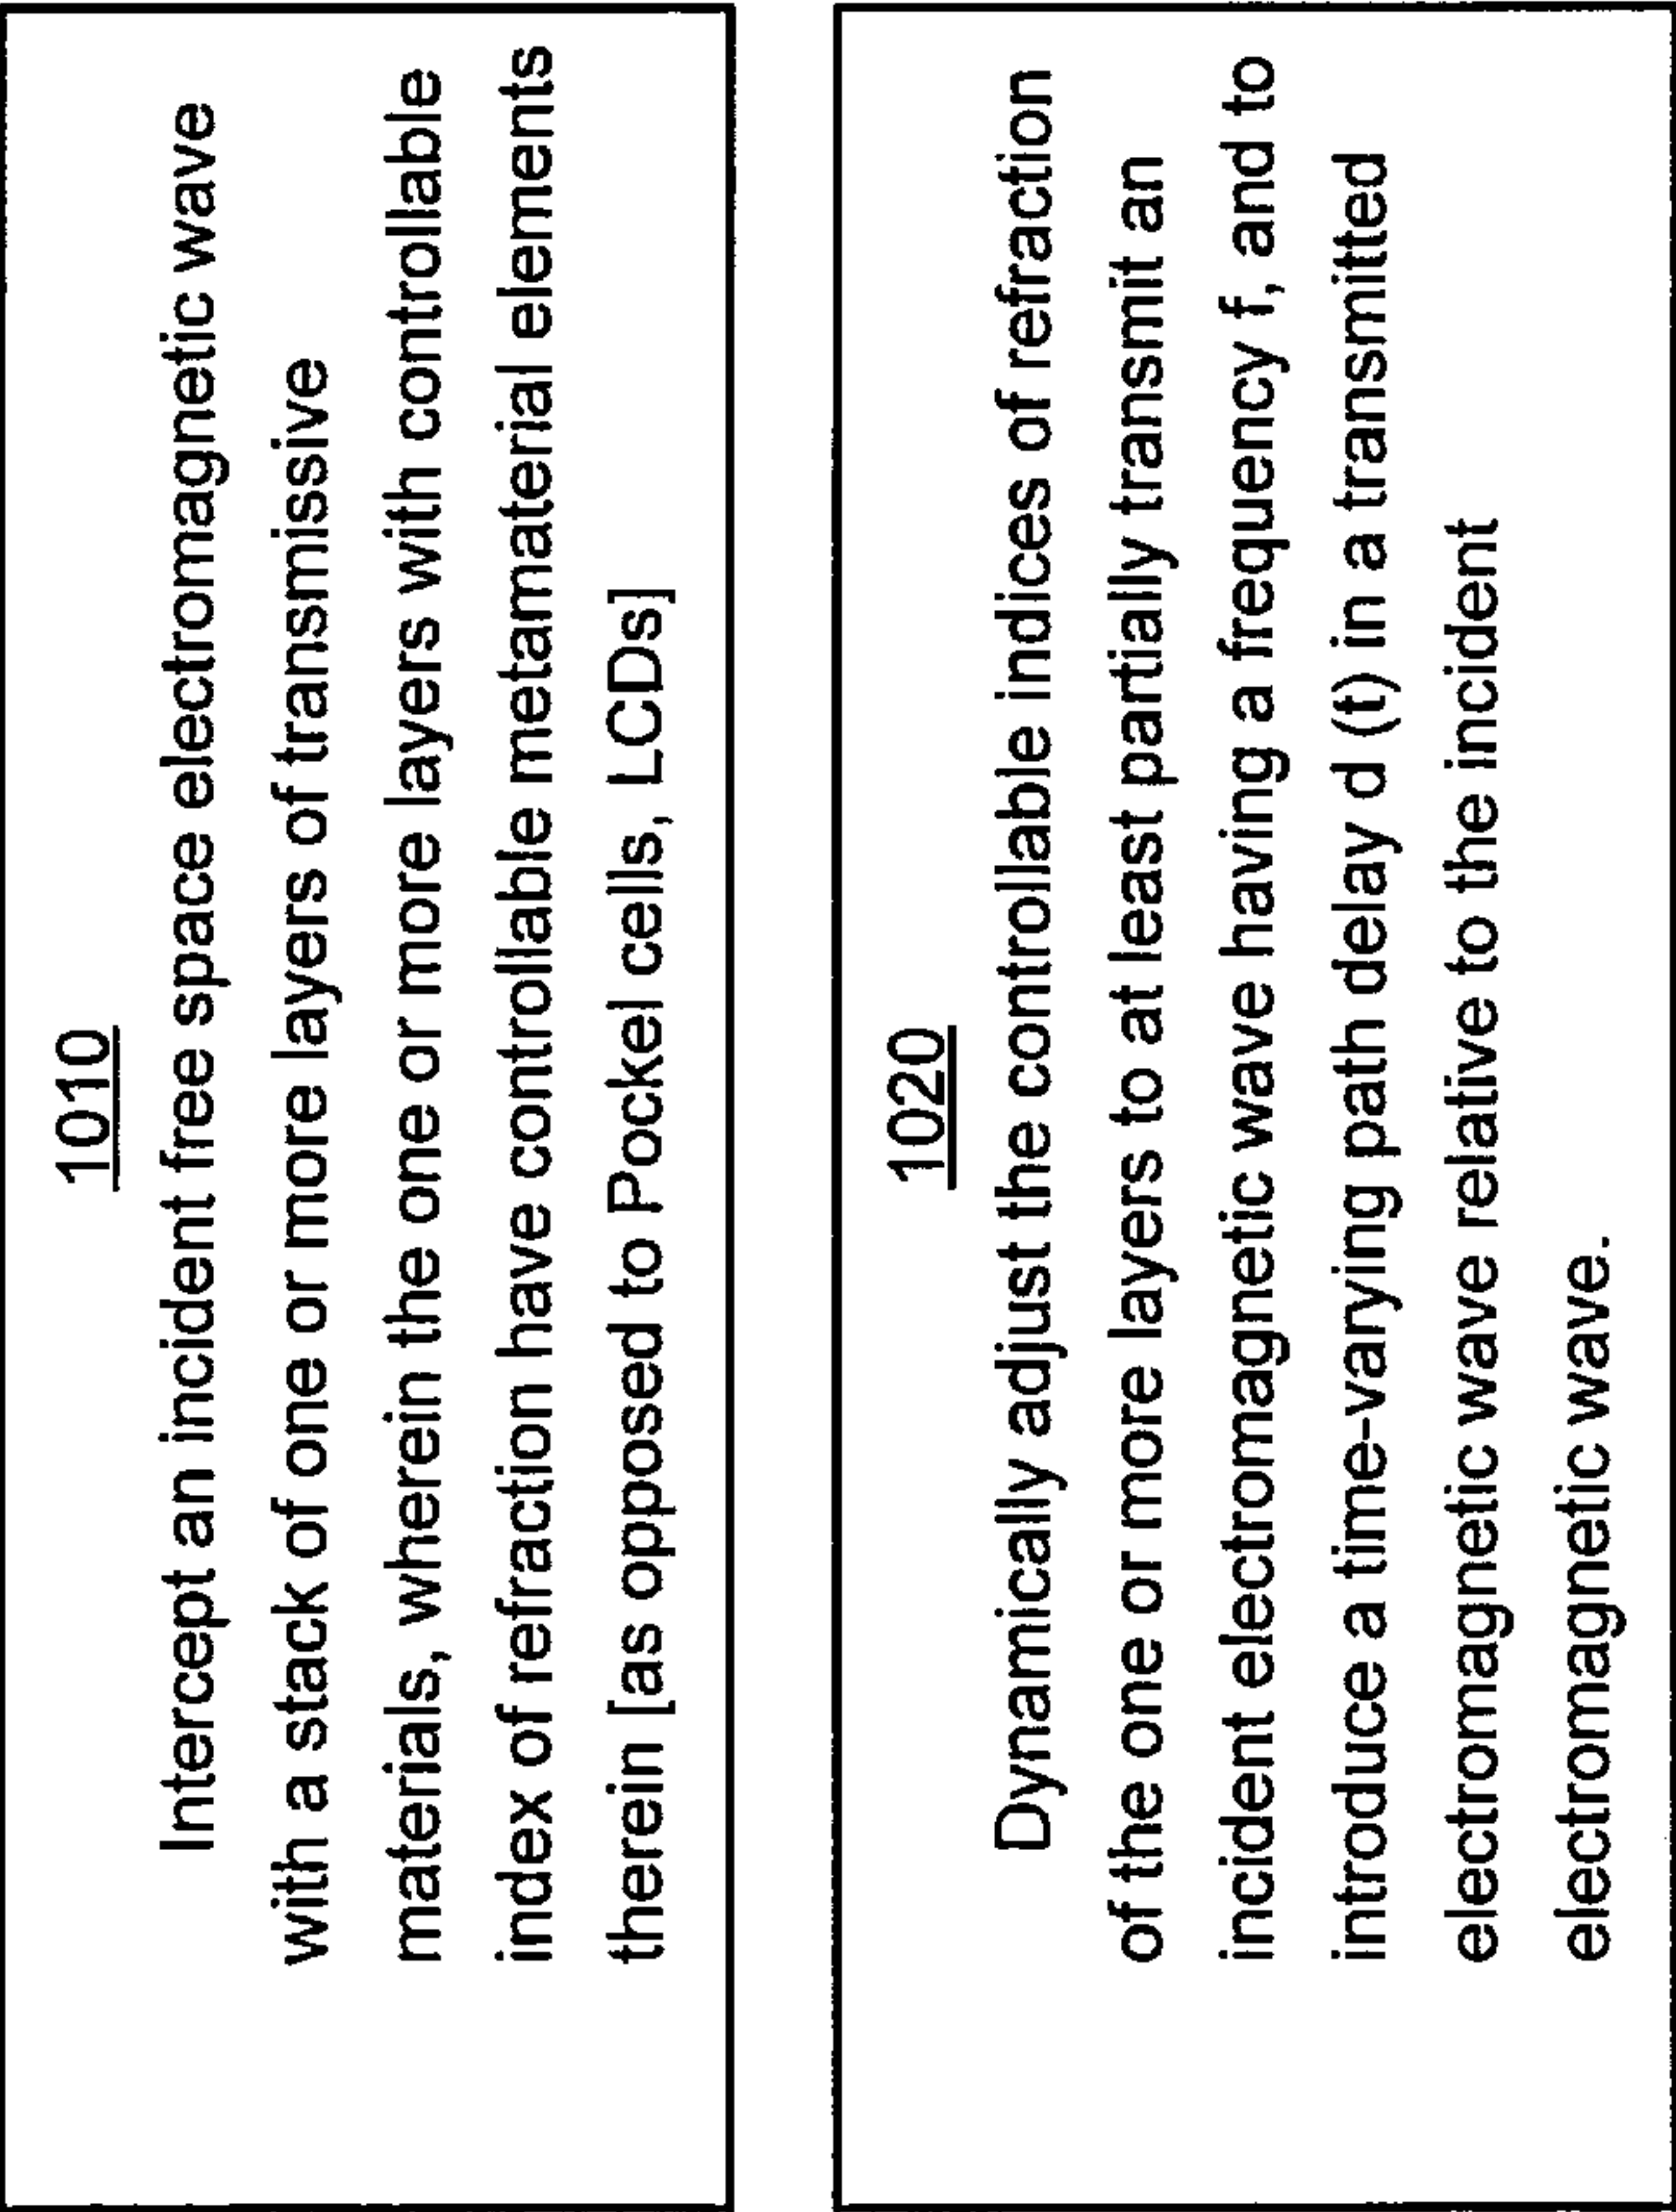 1010
Intercept an incident free space electromagnetic wave
with a stack of one or more layers of transmissive
materials, wherein the one or more layers with controllable
index of refraction have controllable metamaterial elements
therein [as opposed to Pockel cells, LCDs]
1020
Dynamically adjust the controllable indices of refraction
of the one or more layers to at least partially transmit an
incident electromagnetic wave having a frequency f, and to
introduce a time-varying path delay d (t) in a transmitted
electromagnetic wave relative to the incident
electromagnetic wave.